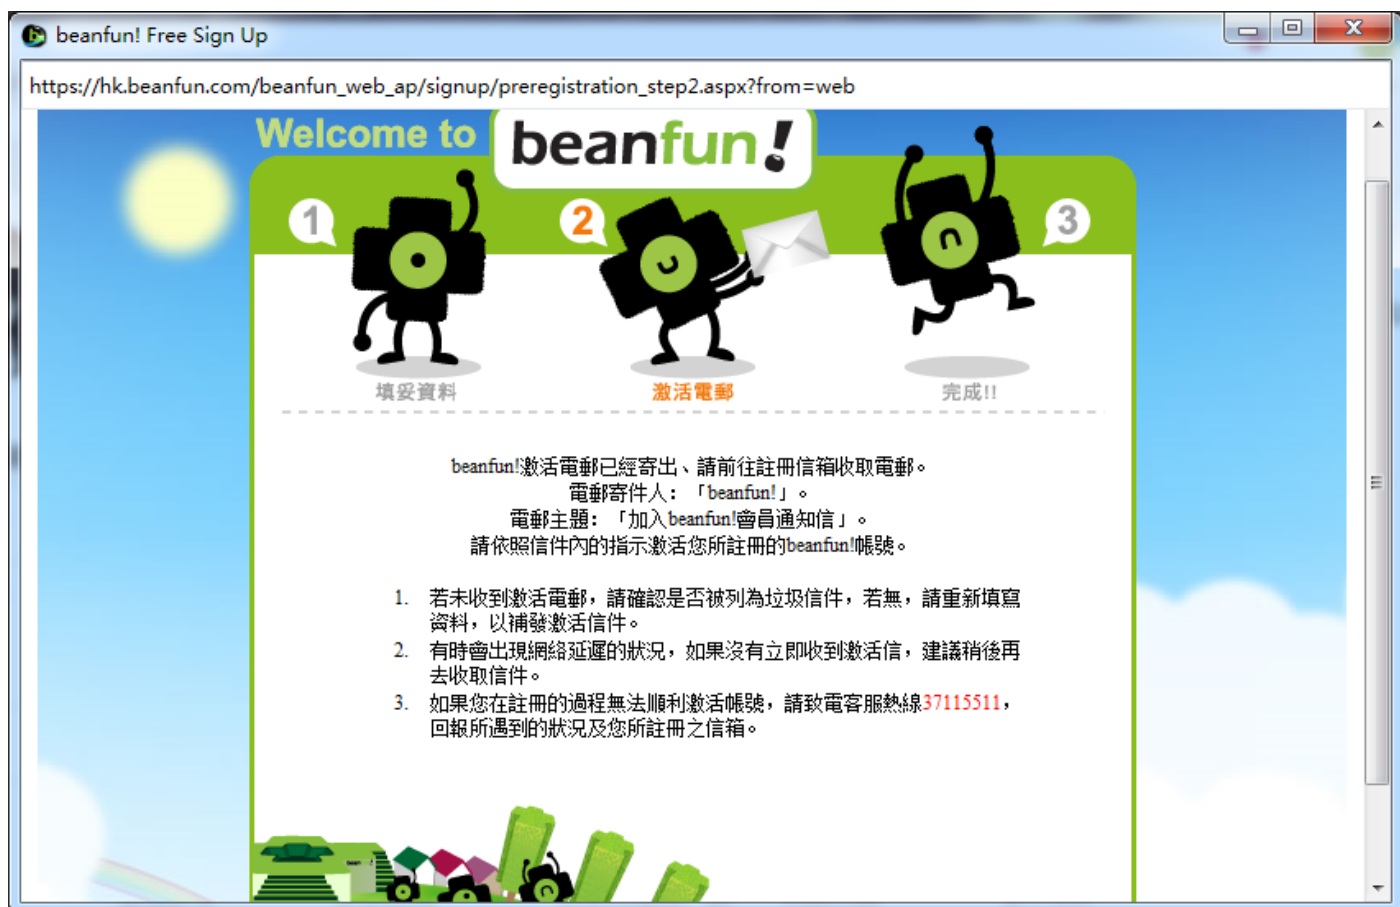 beanfun! Free Sign Up
https://hk.beanfun.com/beanfun_web_ap/signup/preregistration_step2.aspx?from=web
Welcome to beanfun!
1 2 3
填妥資料 激活電郵 完成!!
beanfun!激活電郵已經寄出、請前往註冊信箱收取電郵。
電郵寄件人：「beanfun!」。
電郵主題：「加入beanfun!會員通知信」。
請依照信件內的指示激活您所註冊的beanfun!帳號。
1. 若未收到激活電郵，請確認是否被列為垃圾信件，若無，請重新填寫
資料，以補發激活信件。
2. 有時會出現網絡延遲的狀況，如果沒有立即收到激活信，建議稍後再
去收取信件。
3. 如果您在註冊的過程無法順利激活帳號，請致電客服熱線37115511，
回報所遇到的狀況及您所註冊之信箱。